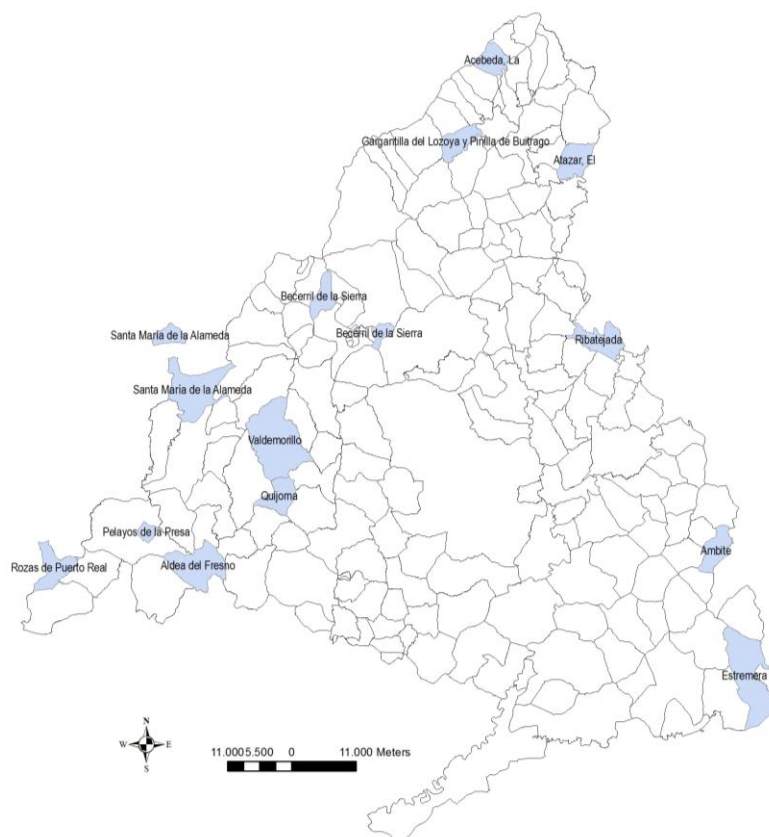 Acebeda, La
Gargantilla del Lozoya y Pinilla de Buitrago
Atazar, El
Becerril de la Sierra
Santa María de la Alameda
Becerril de la Sierra
Ribatejada
Santa María de la Alameda
Valdemorillo
Quijorna
Pelayos de la Presa
Ambite
Rozas de Puerto Real
Aldea del Fresno
Estremera
N
W E
S
11.0005.500 0 11.000 Meters